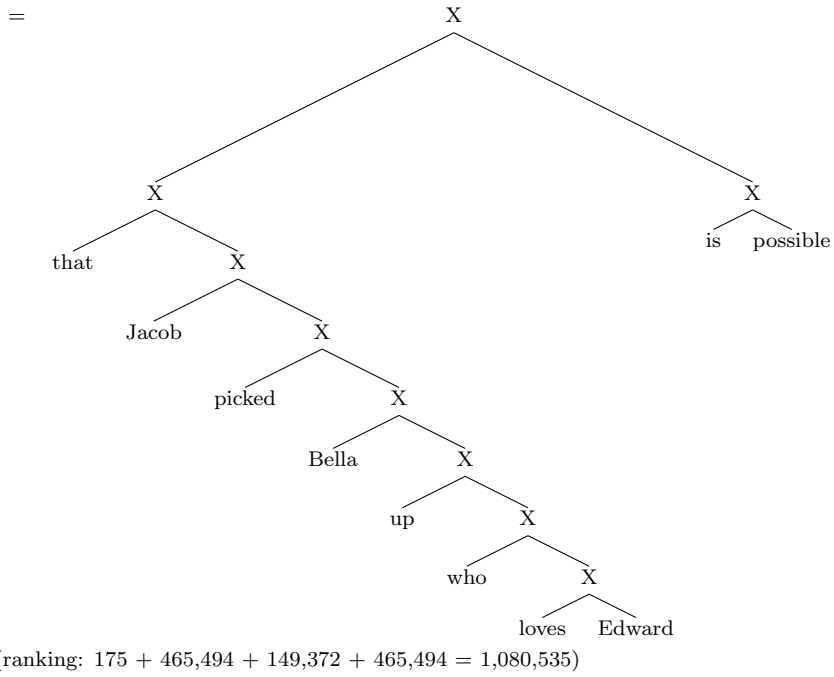 =
X
X
X
that
X
is
possible
Jacob
X
picked
X
Bella
X
up
X
who
X
loves
Edward
(ranking: 175 + 465,494 + 149,372 + 465,494 = 1,080,535)